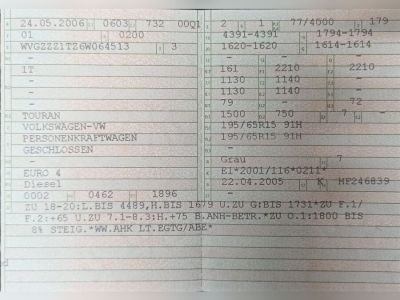 24.05.2006 0603 732 00Q1 2 1 77/4000 179
01 0200 4391-4391 1794-1794
WVGZZZ1TZ6W064513 3 1620-1620 1614-1614
- - -
1T 161 2210 2210
- 1130 1140 -
- 1130 1140 -
- 79 - 72
TOURAN 1500 750 7 -
VOLKSWAGEN-VW 195/65R15 91H
PERSONENKRAFTWAGEN 195/65R15 91H
GESCHLOSSEN -
- Grau 7
EURO 4 E1*2001/116*0211*
Diesel 22.04.2005 K HF246839
0002 0462 1896 -
ZU 18-20:L.BIS 4489,H.BIS 1679 U.ZU G:BIS 1731*ZU F.1/
F.2:+65 U.ZU 7.1-8.3:H.+75 B.ANH-BETR.*ZU O.1:1800 BIS
8% STEIG.*WW.AHK LT.EGTG/ABE*